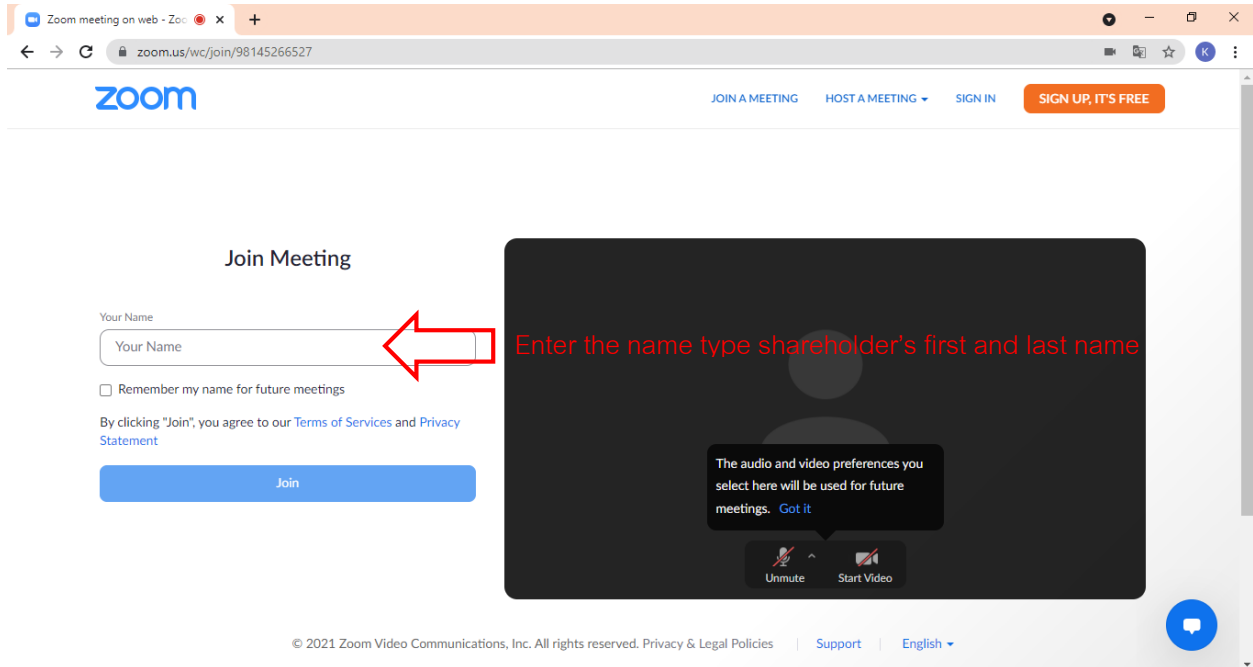 Zoom meeting on web - Zoo
zoom.us/wc/join/98145266527
K
zoom
JOIN A MEETING
HOST A MEETING
SIGN IN
SIGN UP, IT'S FREE
Join Meeting
Your Name
Your Name
Enter the name type shareholder's first and last name
Remember my name for future meetings
By clicking "Join", you agree to our Terms of Services and Privacy
Statement
Join
The audio and video preferences you
select here will be used for future
meetings. Got it
Unmute
Start Video
© 2021 Zoom Video Communications, Inc. All rights reserved. Privacy & Legal Policies
Support
English